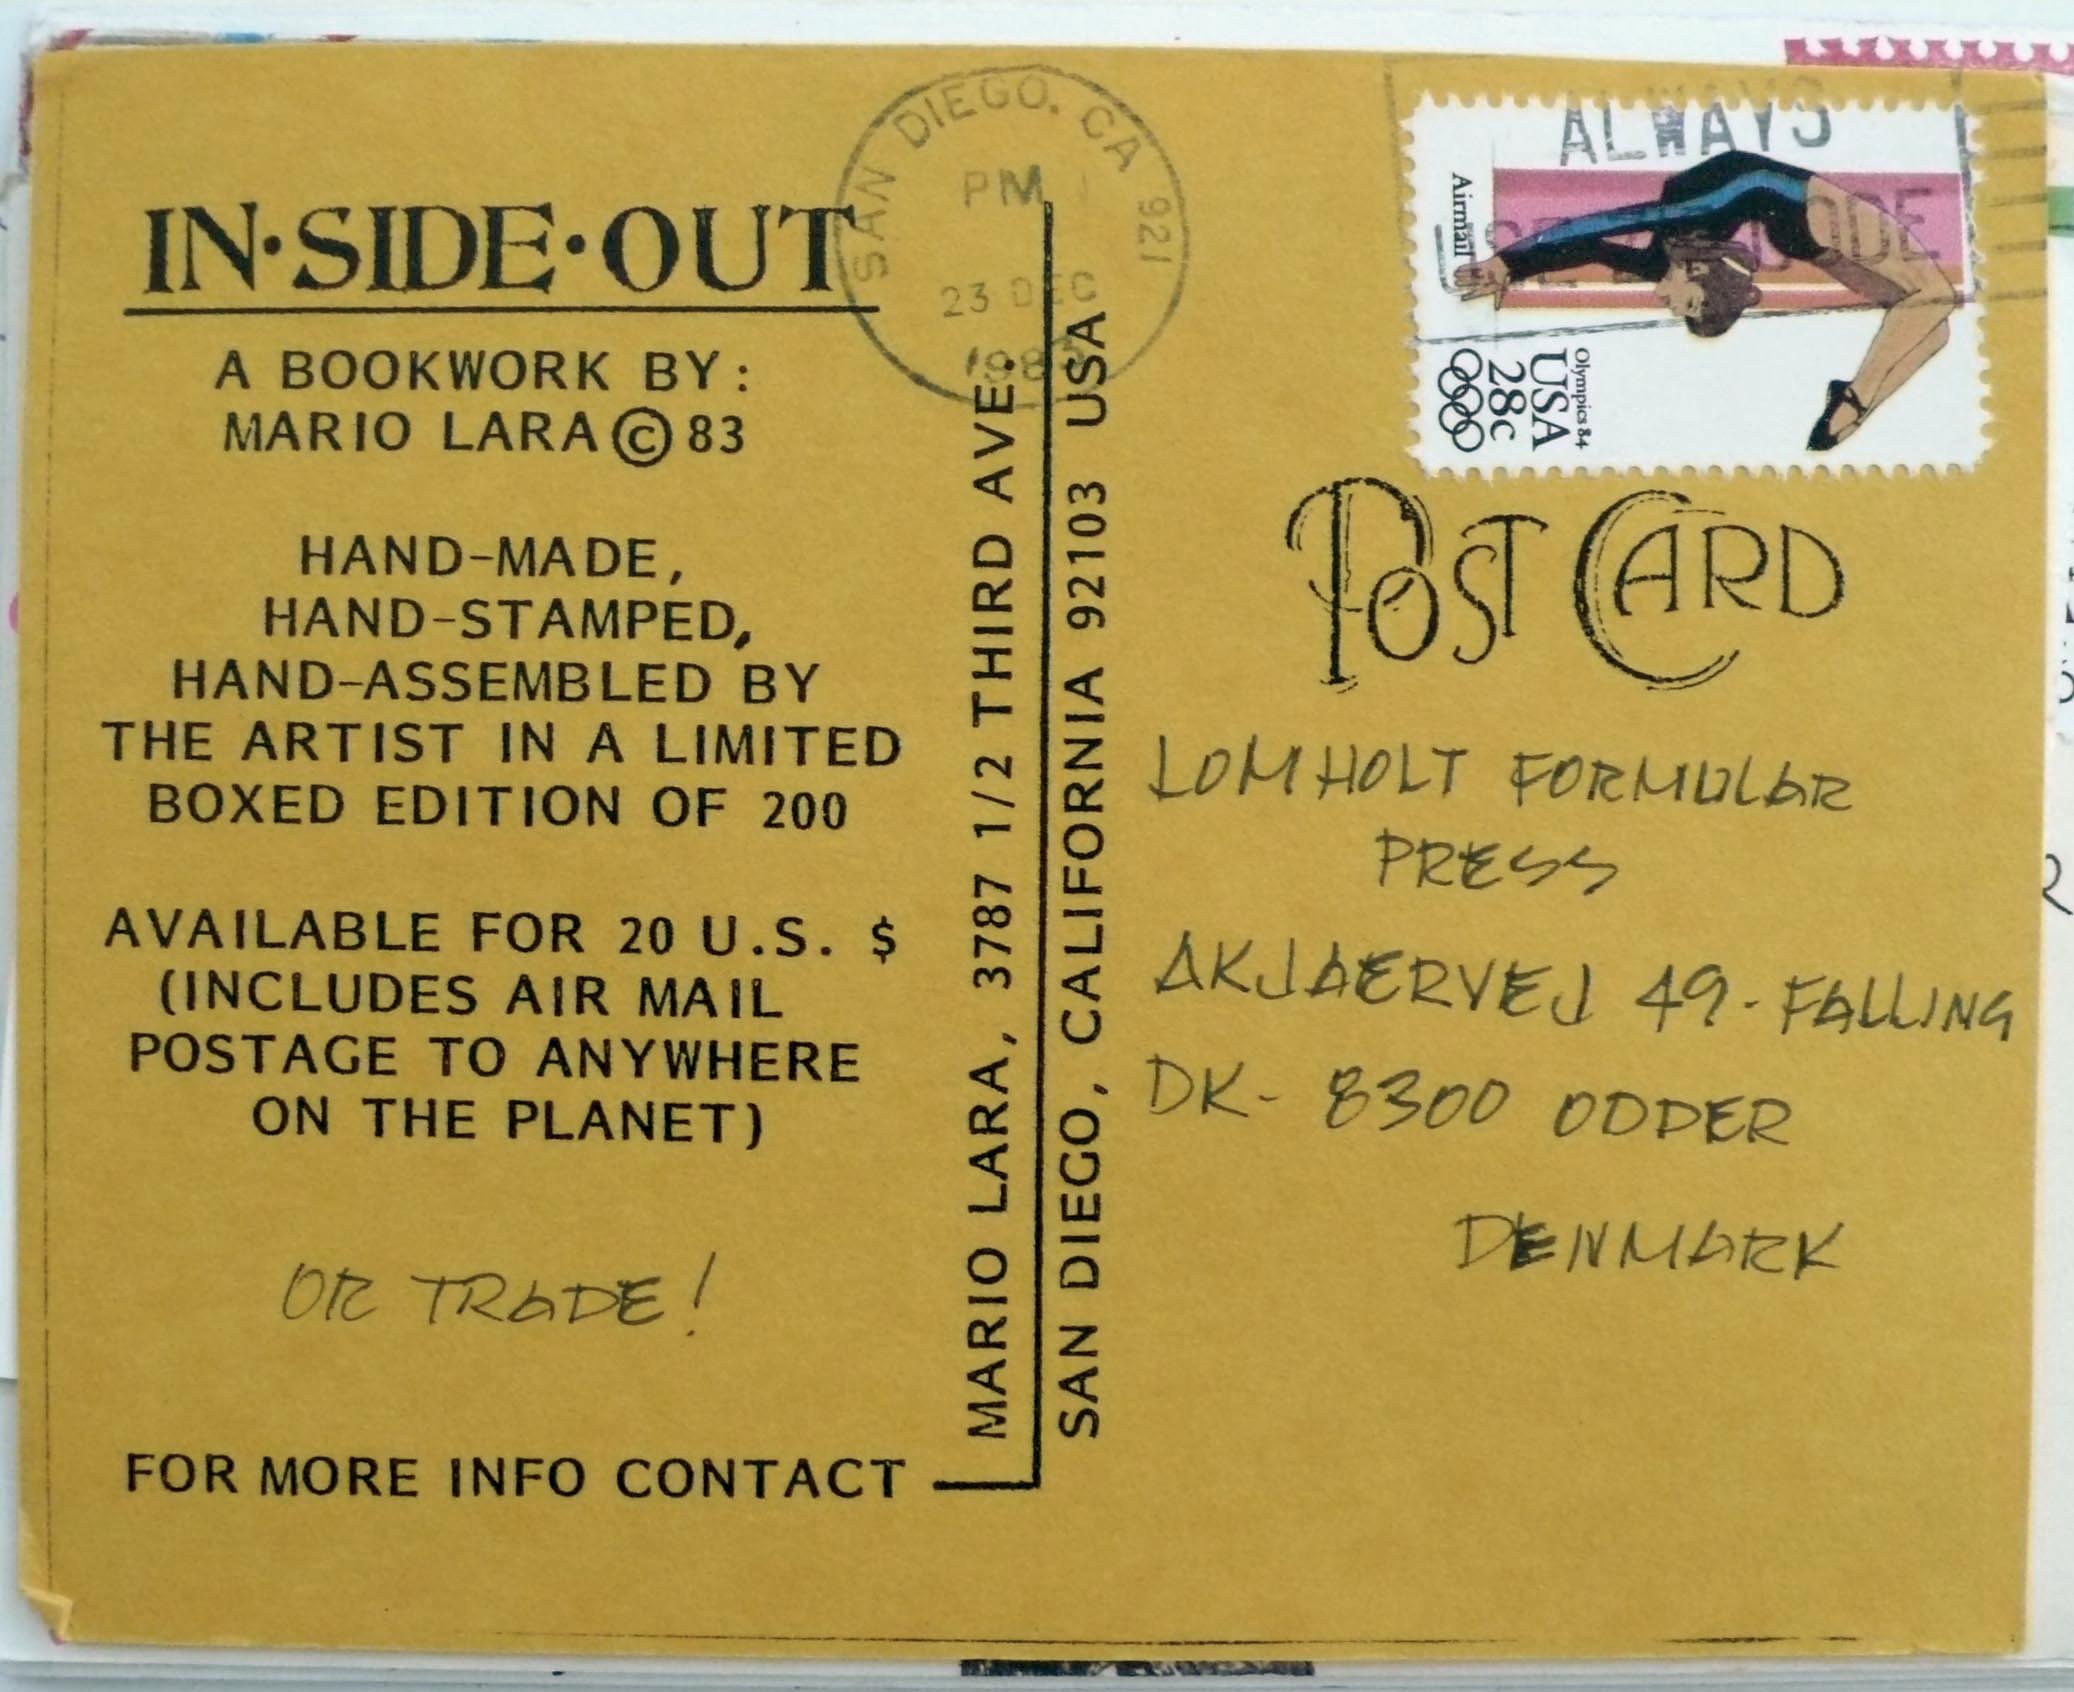 IN·SIDE·OUT
A BOOKWORK BY:
MARIO LARA © 83
HAND-MADE,
HAND-STAMPED,
HAND-ASSEMBLED BY
THE ARTIST IN A LIMITED
BOXED EDITION OF 200
AVAILABLE FOR 20 U.S. $
(INCLUDES AIR MAIL
POSTAGE TO ANYWHERE
ON THE PLANET)
OR TRADE!
FOR MORE INFO CONTACT
MARIO LARA, 3787 1/2 THIRD AVE.
SAN DIEGO, CALIFORNIA 92103 USA
SAN DIEGO, CA 921
PM
23 DEC
1983
ALWAYS
CODE
Airmail
Olympics 84
USA
28c
POST CARD
LOMHOLT FORMULAR
PRESS
AKJAERVEJ 49 - FALLING
DK- 8300 ODDER
DENMARK